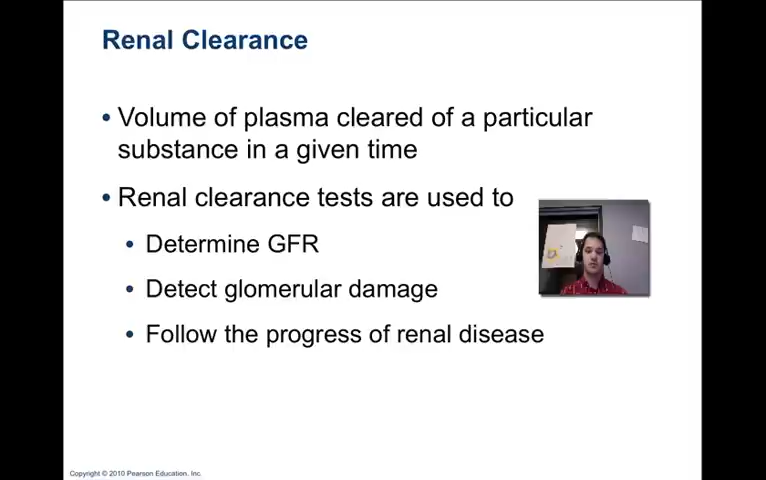 Renal Clearance
• Volume of plasma cleared of a particular
substance in a given time
• Renal clearance tests are used to
• Determine GFR
• Detect glomerular damage
• Follow the progress of renal disease
Copyright © 2010 Pearson Education, Inc.